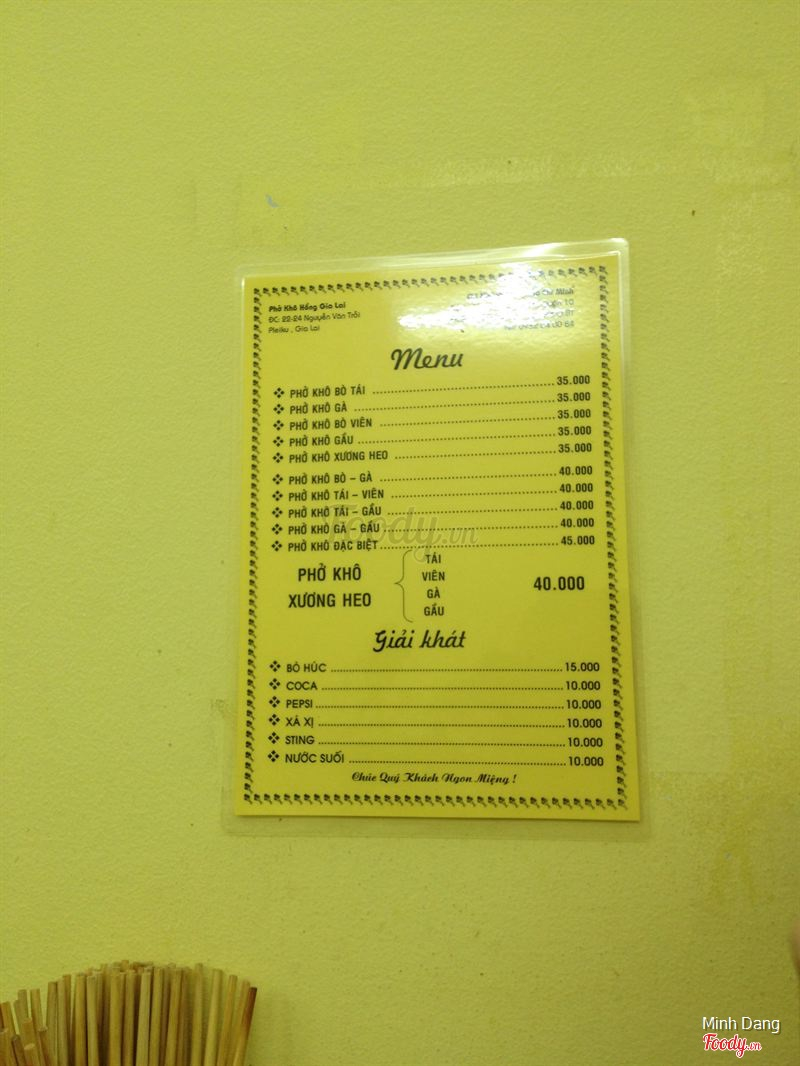 Phở Khô Hồng Gia Lai
ĐC: 22-24 Nguyễn Văn Trỗi
Pleiku , Gia Lai
Chí Minh
10
Menu
❖ PHỞ KHÔ BÒ TÁI 35.000
❖ PHỞ KHÔ GÀ 35.000
❖ PHỞ KHÔ BÒ VIÊN 35.000
❖ PHỞ KHÔ GẦU 35.000
❖ PHỞ KHÔ XƯƠNG HEO 35.000
❖ PHỞ KHÔ BÒ – GÀ 40.000
❖ PHỞ KHÔ TÁI – VIÊN 40.000
❖ PHỞ KHÔ TÁI – GẦU 40.000
❖ PHỞ KHÔ GÀ – GẦU 40.000
❖ PHỞ KHÔ ĐẶC BIỆT 45.000
PHỞ KHÔ
XƯƠNG HEO
TÁI
VIÊN
GÀ
GẦU
40.000
Giải khát
❖ BÒ HÚC 15.000
❖ COCA 10.000
❖ PEPSI 10.000
❖ XÁ XỊ 10.000
❖ STING 10.000
❖ NƯỚC SUỐI 10.000
Chúc Quý Khách Ngon Miệng !
Foody.vn
Minh Dang
Foody.vn